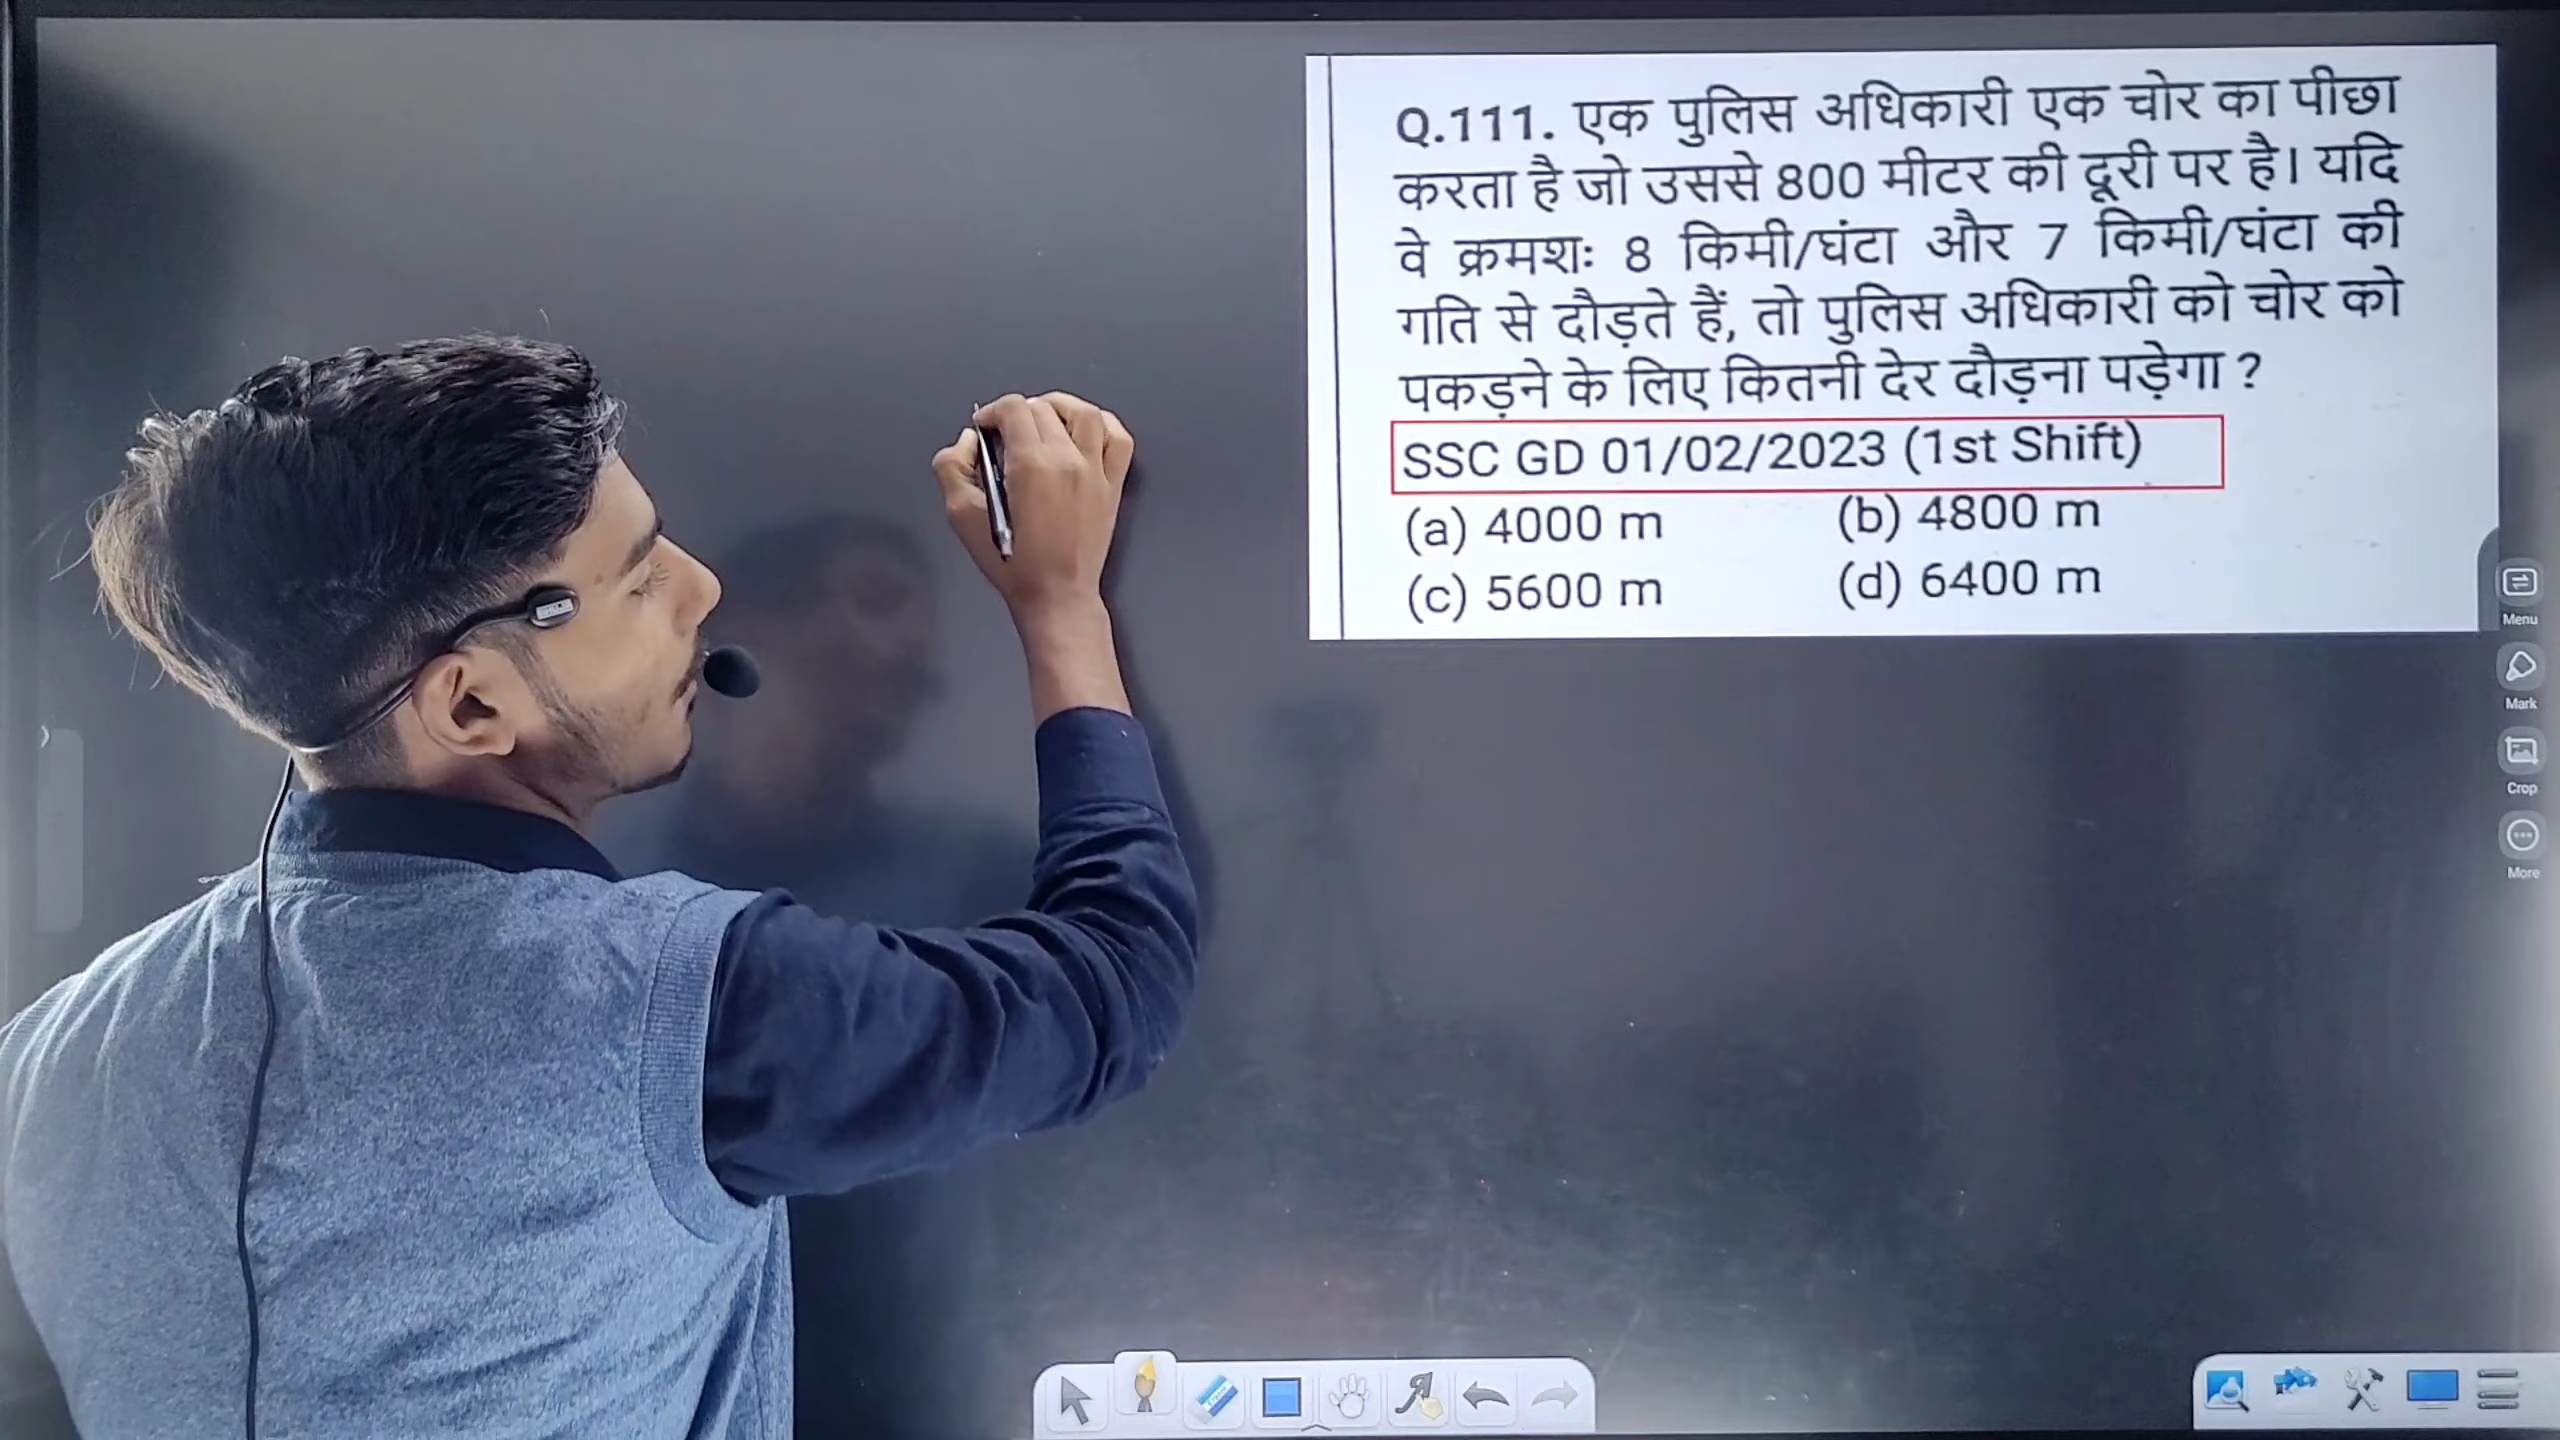 Q.111. एक पुलिस अधिकारी एक चोर का पीछा
करता है जो उससे 800 मीटर की दूरी पर है। यदि
वे क्रमशः 8 किमी/घंटा और 7 किमी/घंटा की
गति से दौड़ते हैं, तो पुलिस अधिकारी को चोर को
पकड़ने के लिए कितनी देर दौड़ना पड़ेगा ?
SSC GD 01/02/2023 (1st Shift)
(a) 4000 m (b) 4800 m
(c) 5600 m (d) 6400 m
Menu
Mark
Crop
More